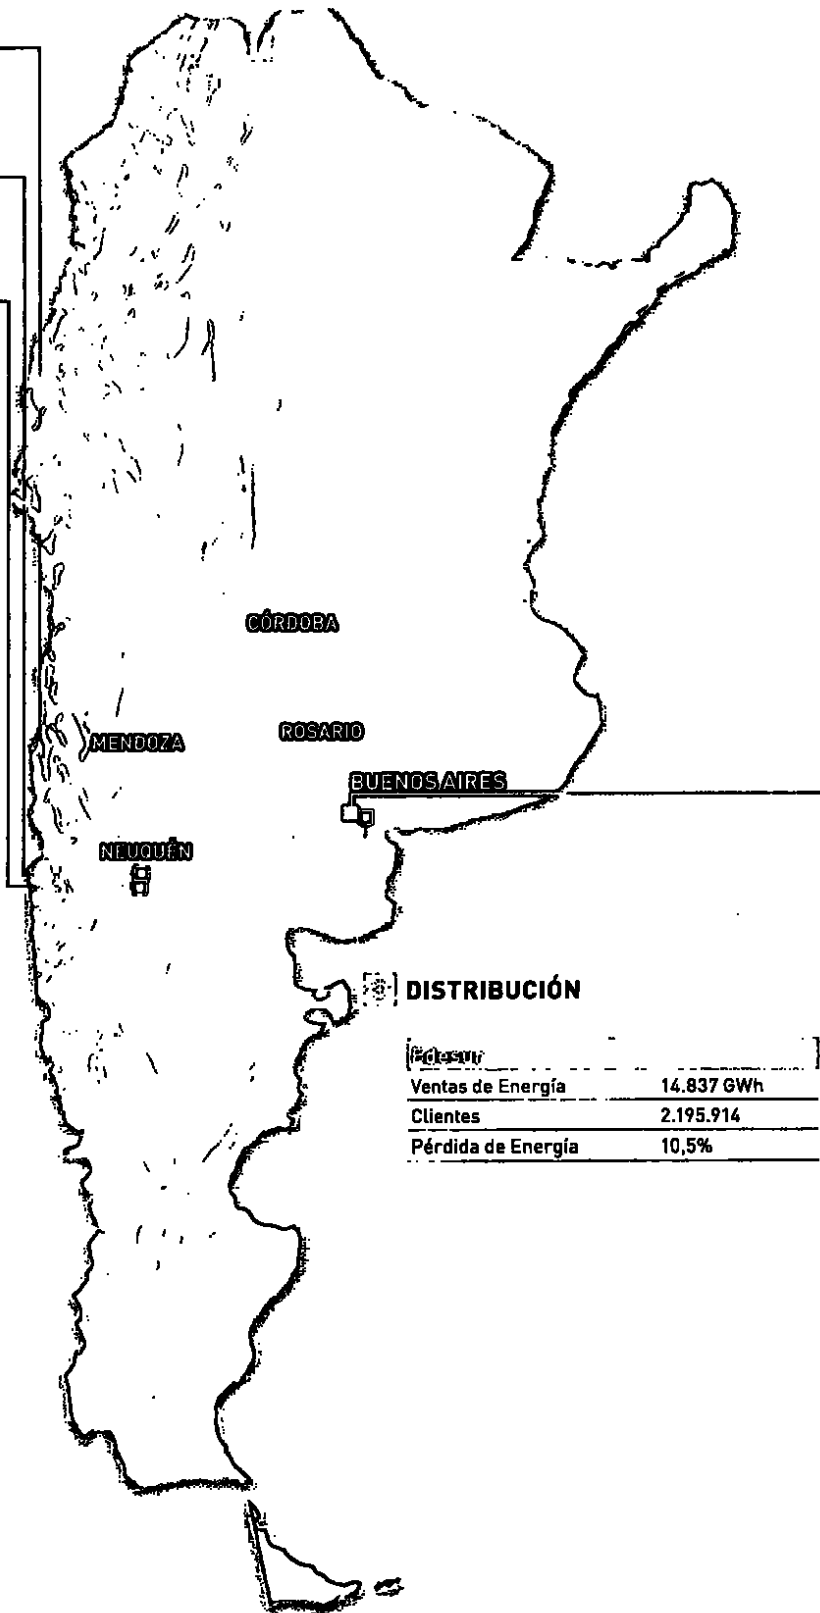 CÓRDOBA
MENDOZA
ROSARIO
BUENOS AIRES
NEUQUÉN
DISTRIBUCIÓN
Edesur
Ventas de Energía 14.837 GWh
Clientes 2.195.914
Pérdida de Energía 10,5%